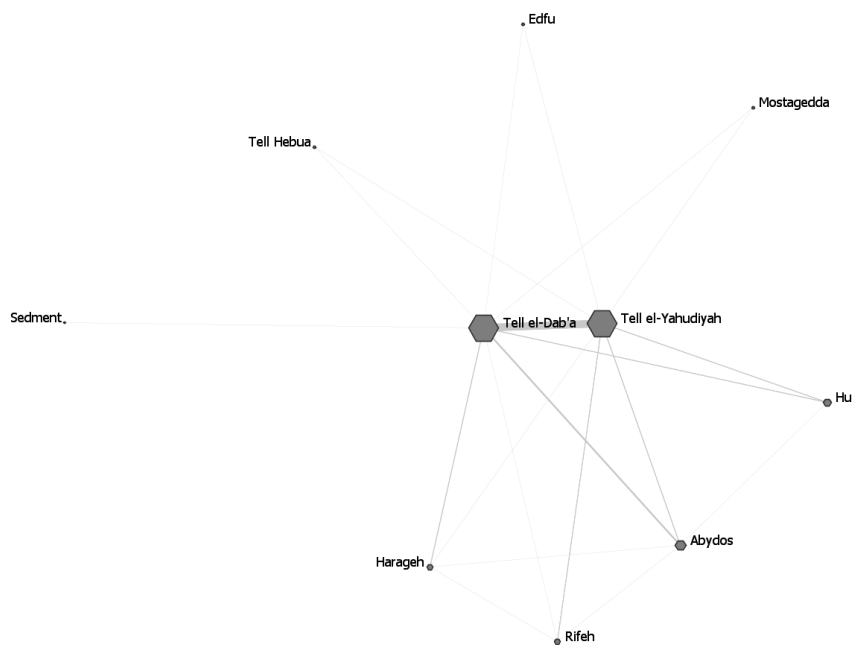 Edfu
Mostagedda
Tell Hebua
Sedment
Tell el-Dab'a
Tell el-Yahudiyah
Hu
Abydos
Harageh
Rifeh